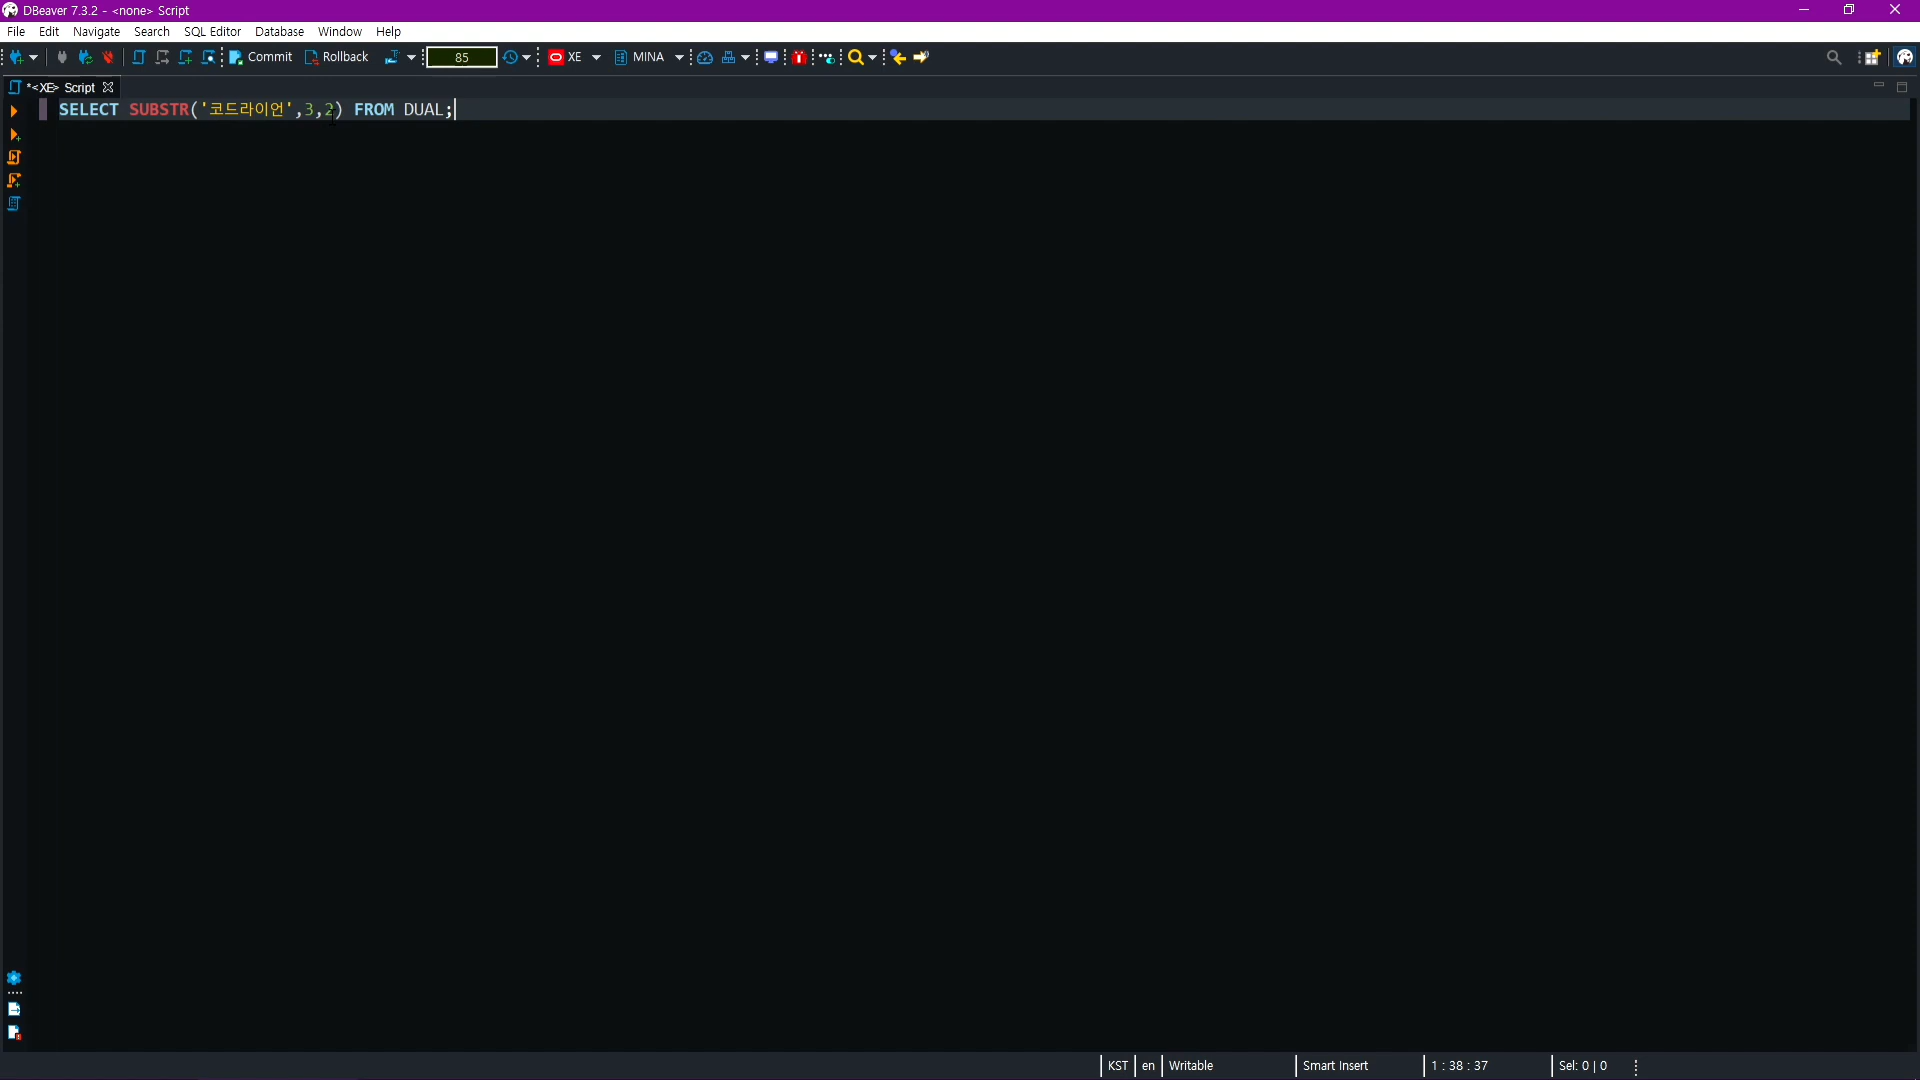 DBeaver 7.3.2 - <none> Script
File Edit Navigate Search SQL Editor Database Window Help
Commit Rollback 85 XE MINA
*<XE> Script
SELECT SUBSTR('코드라이언',3,2) FROM DUAL;
KST en Writable Smart Insert 1 : 38 : 37 Sel: 0 | 0